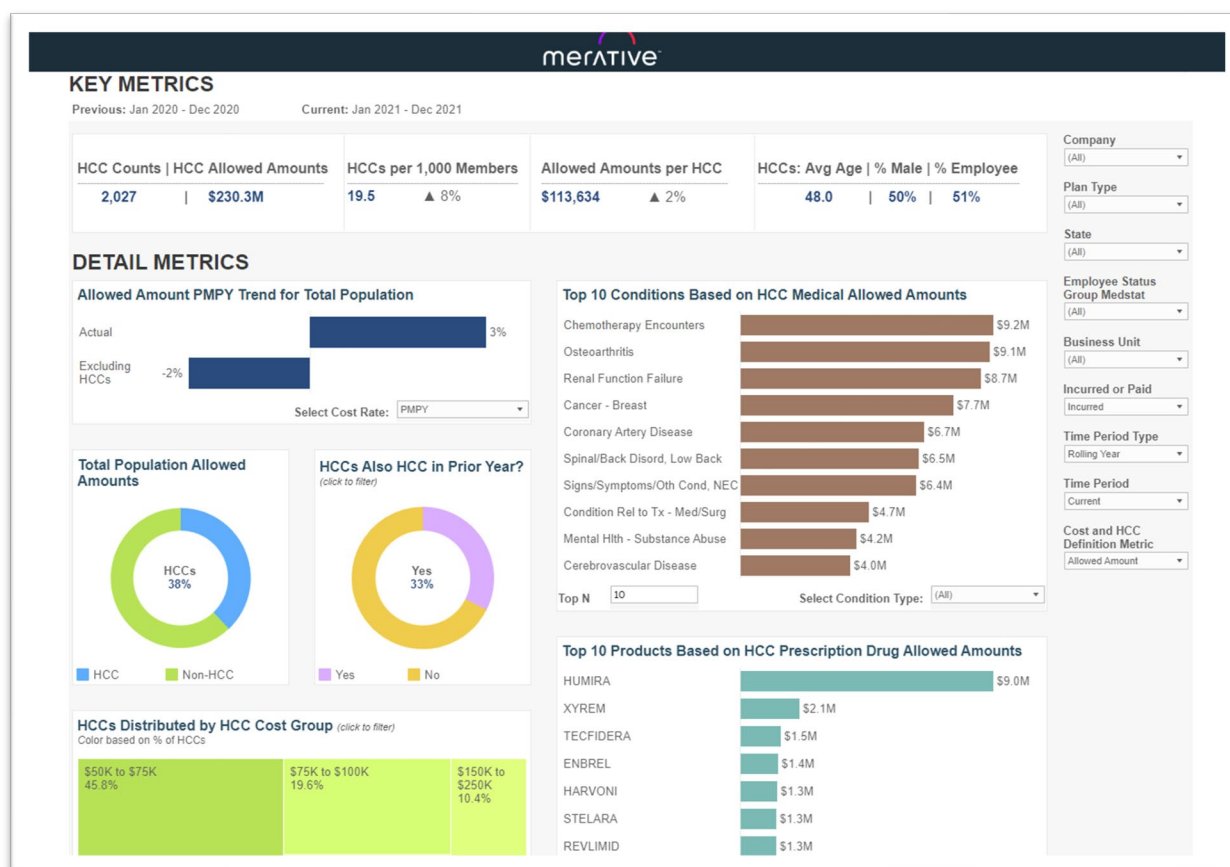 merative
KEY METRICS
Previous: Jan 2020 - Dec 2020 Current: Jan 2021 - Dec 2021
HCC Counts | HCC Allowed Amounts
2,027 | $230.3M
HCCs per 1,000 Members
19.5 ▲ 8%
Allowed Amounts per HCC
$113,634 ▲ 2%
HCCs: Avg Age | % Male | % Employee
48.0 | 50% | 51%
DETAIL METRICS
Allowed Amount PMPY Trend for Total Population
Actual 3%
Excluding
HCCs
-2%
Select Cost Rate: PMPY
Total Population Allowed
Amounts
HCCs
38%
HCC Non-HCC
HCCs Also HCC in Prior Year?
(click to filter)
Yes
33%
Yes No
HCCs Distributed by HCC Cost Group (click to filter)
Color based on % of HCCs
$50K to $75K
45.8%
$75K to $100K
19.6%
$150K to
$250K
10.4%
Top 10 Conditions Based on HCC Medical Allowed Amounts
Chemotherapy Encounters $9.2M
Osteoarthritis $9.1M
Renal Function Failure $8.7M
Cancer - Breast $7.7M
Coronary Artery Disease $6.7M
Spinal/Back Disord, Low Back $6.5M
Signs/Symptoms/Oth Cond, NEC $6.4M
Condition Rel to Tx - Med/Surg $4.7M
Mental Hlth - Substance Abuse $4.2M
Cerebrovascular Disease $4.0M
Top N 10 Select Condition Type: (All)
Top 10 Products Based on HCC Prescription Drug Allowed Amounts
HUMIRA $9.0M
XYREM $2.1M
TECFIDERA $1.5M
ENBREL $1.4M
HARVONI $1.3M
STELARA $1.3M
REVLIMID $1.3M
Company
(All)
Plan Type
(All)
State
(All)
Employee Status
Group Medstat
(All)
Business Unit
(All)
Incurred or Paid
Incurred
Time Period Type
Rolling Year
Time Period
Current
Cost and HCC
Definition Metric
Allowed Amount